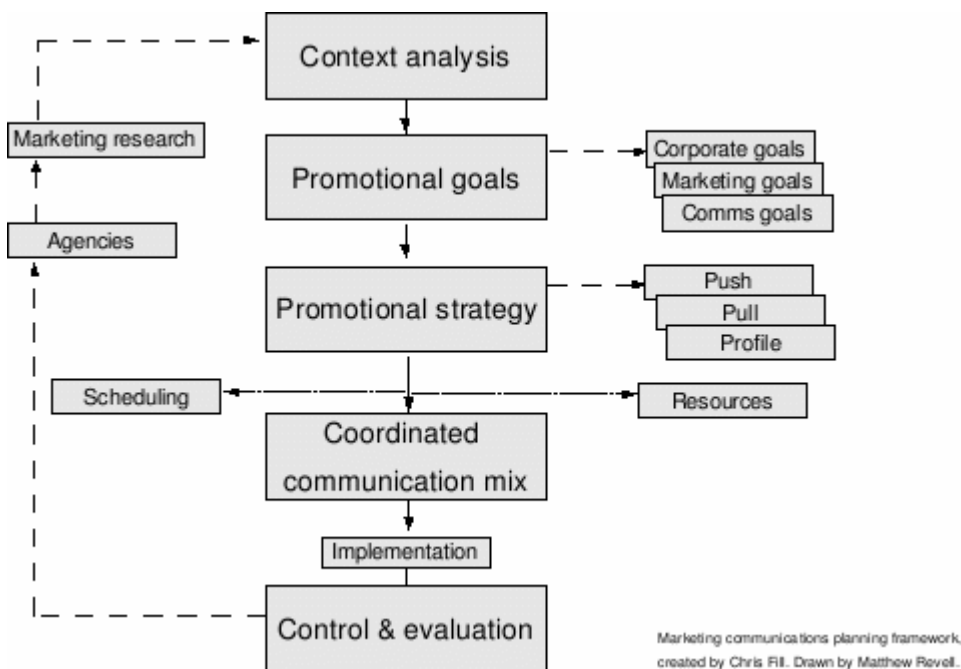 Context analysis
Marketing research
Promotional goals
Corporate goals
Marketing goals
Comms goals
Agencies
Promotional strategy
Push
Pull
Profile
Scheduling
Resources
Coordinated
communication mix
Implementation
Control & evaluation
Marketing communications planning framework,
created by Chris Fill. Drawn by Matthew Revell.